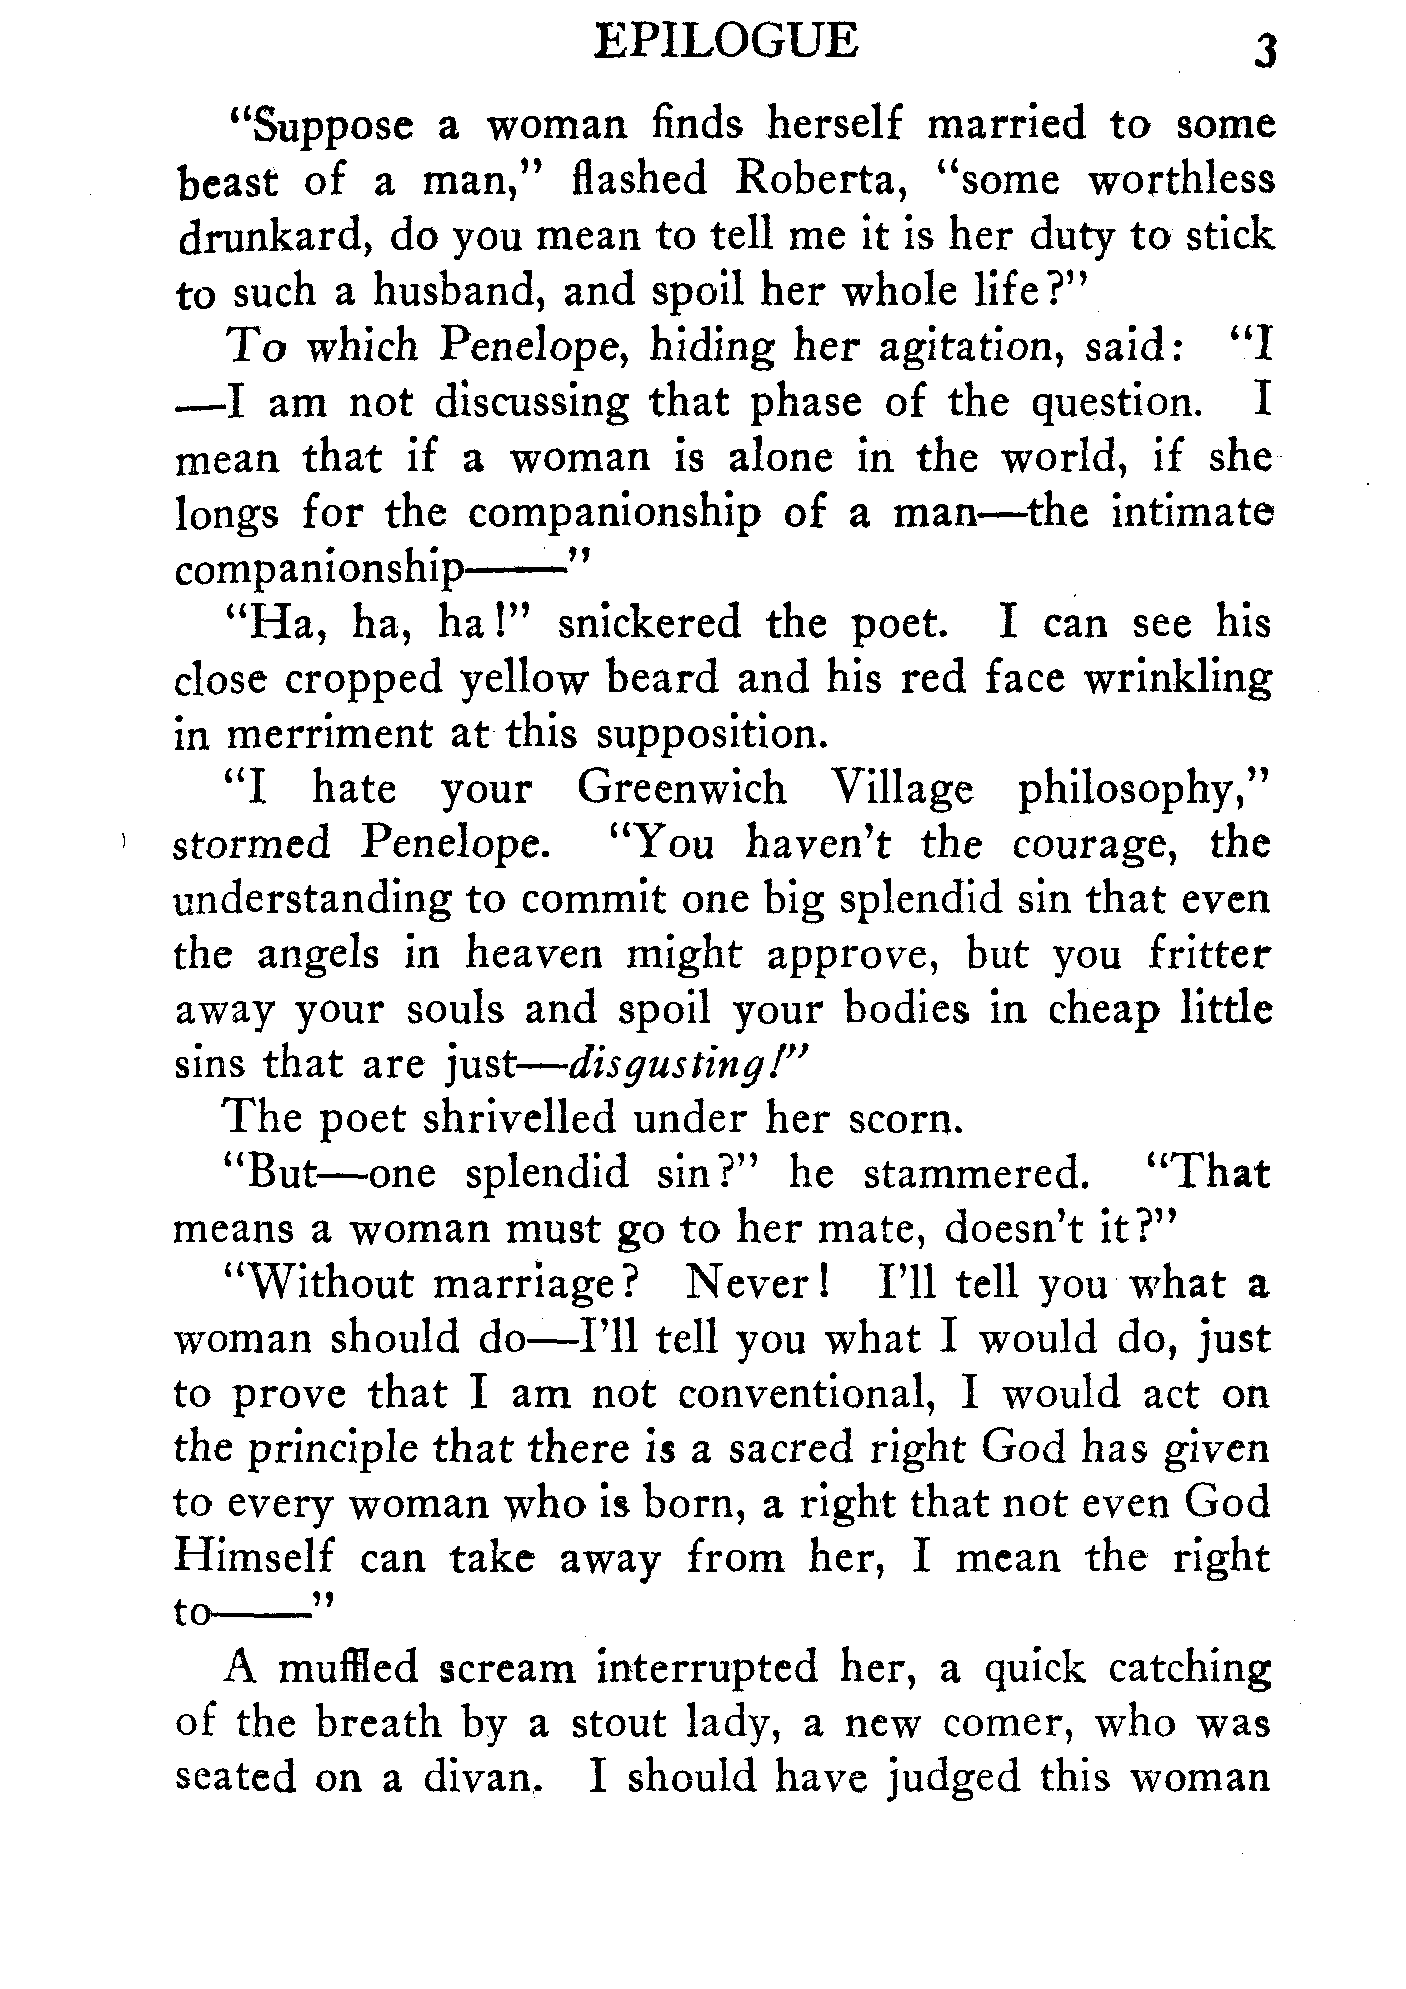 EPILOGUE 3
"Suppose a woman finds herself married to some
beast of a man," flashed Roberta, "some worthless
drunkard, do you mean to tell me it is her duty to stick
to such a husband, and spoil her whole life?"
To which Penelope, hiding her agitation, said: "I
—I am not discussing that phase of the question. I
mean that if a woman is alone in the world, if she
longs for the companionship of a man—the intimate
companionship——"
"Ha, ha, ha!" snickered the poet. I can see his
close cropped yellow beard and his red face wrinkling
in merriment at this supposition.
"I hate your Greenwich Village philosophy,"
stormed Penelope. "You haven't the courage, the
understanding to commit one big splendid sin that even
the angels in heaven might approve, but you fritter
away your souls and spoil your bodies in cheap little
sins that are just—disgusting!"
The poet shrivelled under her scorn.
"But—one splendid sin?" he stammered. "That
means a woman must go to her mate, doesn't it?"
"Without marriage? Never! I'll tell you what a
woman should do—I'll tell you what I would do, just
to prove that I am not conventional, I would act on
the principle that there is a sacred right God has given
to every woman who is born, a right that not even God
Himself can take away from her, I mean the right
to——"
A muffled scream interrupted her, a quick catching
of the breath by a stout lady, a new comer, who was
seated on a divan. I should have judged this woman